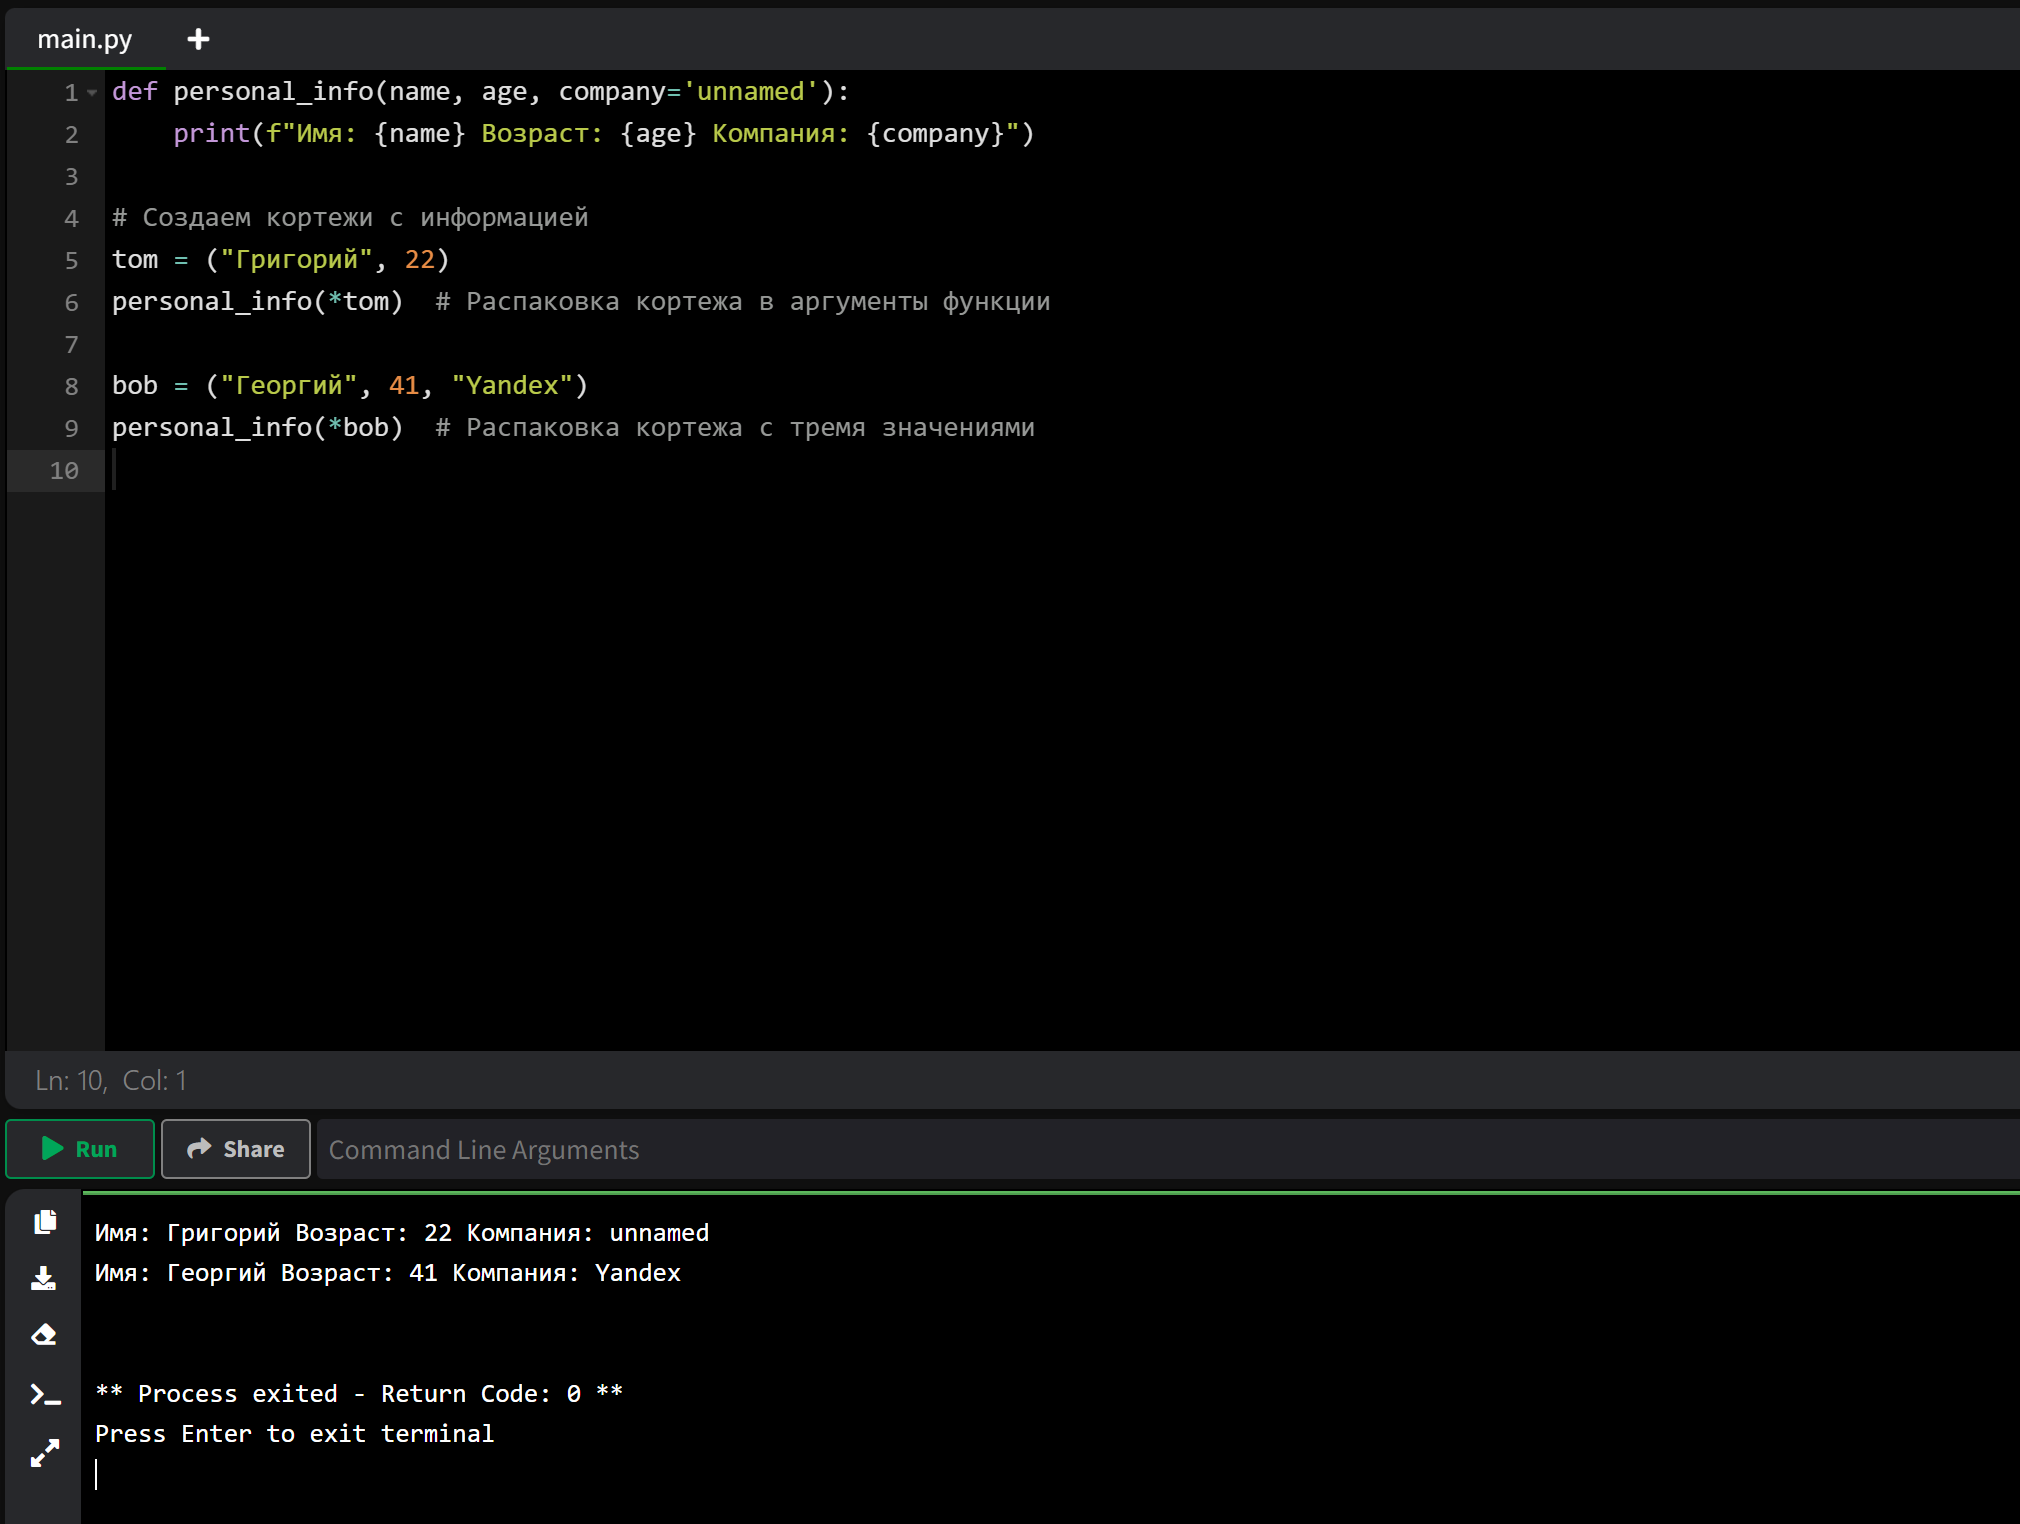 main.py
1 def personal_info(name, age, company='unnamed'):
2     print(f"Имя: {name} Возраст: {age} Компания: {company}")
3
4 # Создаем кортежи с информацией
5 tom = ("Григорий", 22)
6 personal_info(*tom)  # Распаковка кортежа в аргументы функции
7
8 bob = ("Георгий", 41, "Yandex")
9 personal_info(*bob)  # Распаковка кортежа с тремя значениями
10
Ln: 10,  Col: 1
Run Share Command Line Arguments
Имя: Григорий Возраст: 22 Компания: unnamed
Имя: Георгий Возраст: 41 Компания: Yandex
** Process exited - Return Code: 0 **
Press Enter to exit terminal